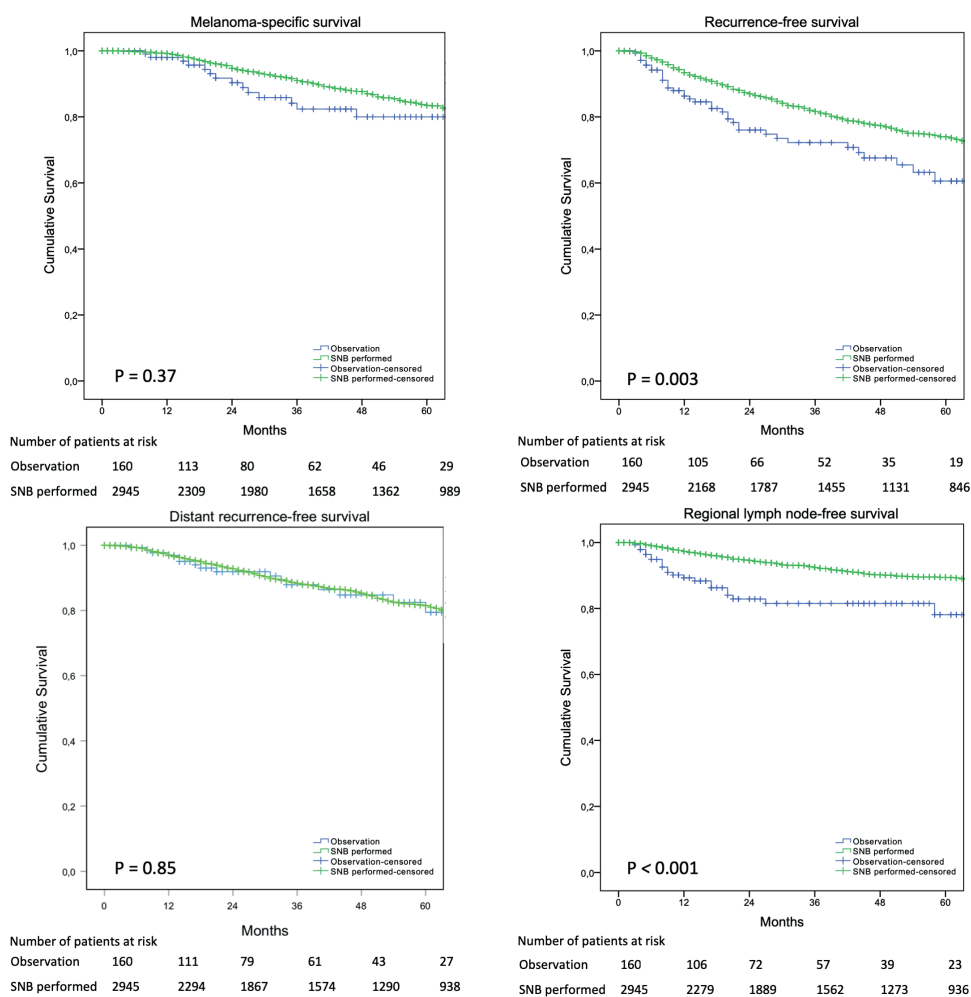 Melanoma-specific survival
1,0
0,8
0,6
0,4
0,2
0,0
Cumulative Survival
Observation
SNB performed
Observation-censored
SNB performed-censored
P = 0.37
0 12 24 36 48 60
Months
Number of patients at risk
Observation 160 113 80 62 46 29
SNB performed 2945 2309 1980 1658 1362 989
Recurrence-free survival
1,0
0,8
0,6
0,4
0,2
0,0
Cumulative Survival
Observation
SNB performed
Observation-censored
SNB performed-censored
P = 0.003
0 12 24 36 48 60
Months
Number of patients at risk
Observation 160 105 66 52 35 19
SNB performed 2945 2168 1787 1455 1131 846
Distant recurrence-free survival
1,0
0,8
0,6
0,4
0,2
0,0
Cumulative Survival
Observation
SNB performed
Observation-censored
SNB performed-censored
P = 0.85
0 12 24 36 48 60
Months
Number of patients at risk
Observation 160 111 79 61 43 27
SNB performed 2945 2294 1867 1574 1290 938
Regional lymph node-free survival
1,0
0,8
0,6
0,4
0,2
0,0
Cumulative Survival
Observation
SNB performed
Observation-censored
SNB performed-censored
P < 0.001
0 12 24 36 48 60
Months
Number of patients at risk
Observation 160 106 72 57 39 23
SNB performed 2945 2279 1889 1562 1273 936